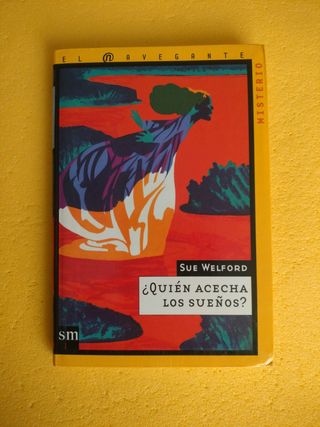 EL NAVEGANTE
MISTERIO
SUE WELFORD
¿QUIÉN ACECHA
LOS SUEÑOS?
sm